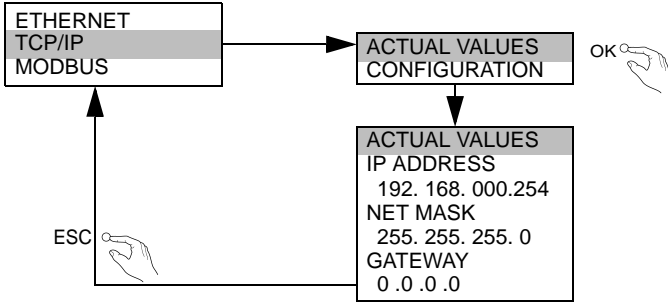 ETHERNET
TCP/IP
MODBUS
ACTUAL VALUES
CONFIGURATION
OK
ACTUAL VALUES
IP ADDRESS
192. 168. 000.254
NET MASK
255. 255. 255. 0
GATEWAY
0 .0 .0 .0
ESC